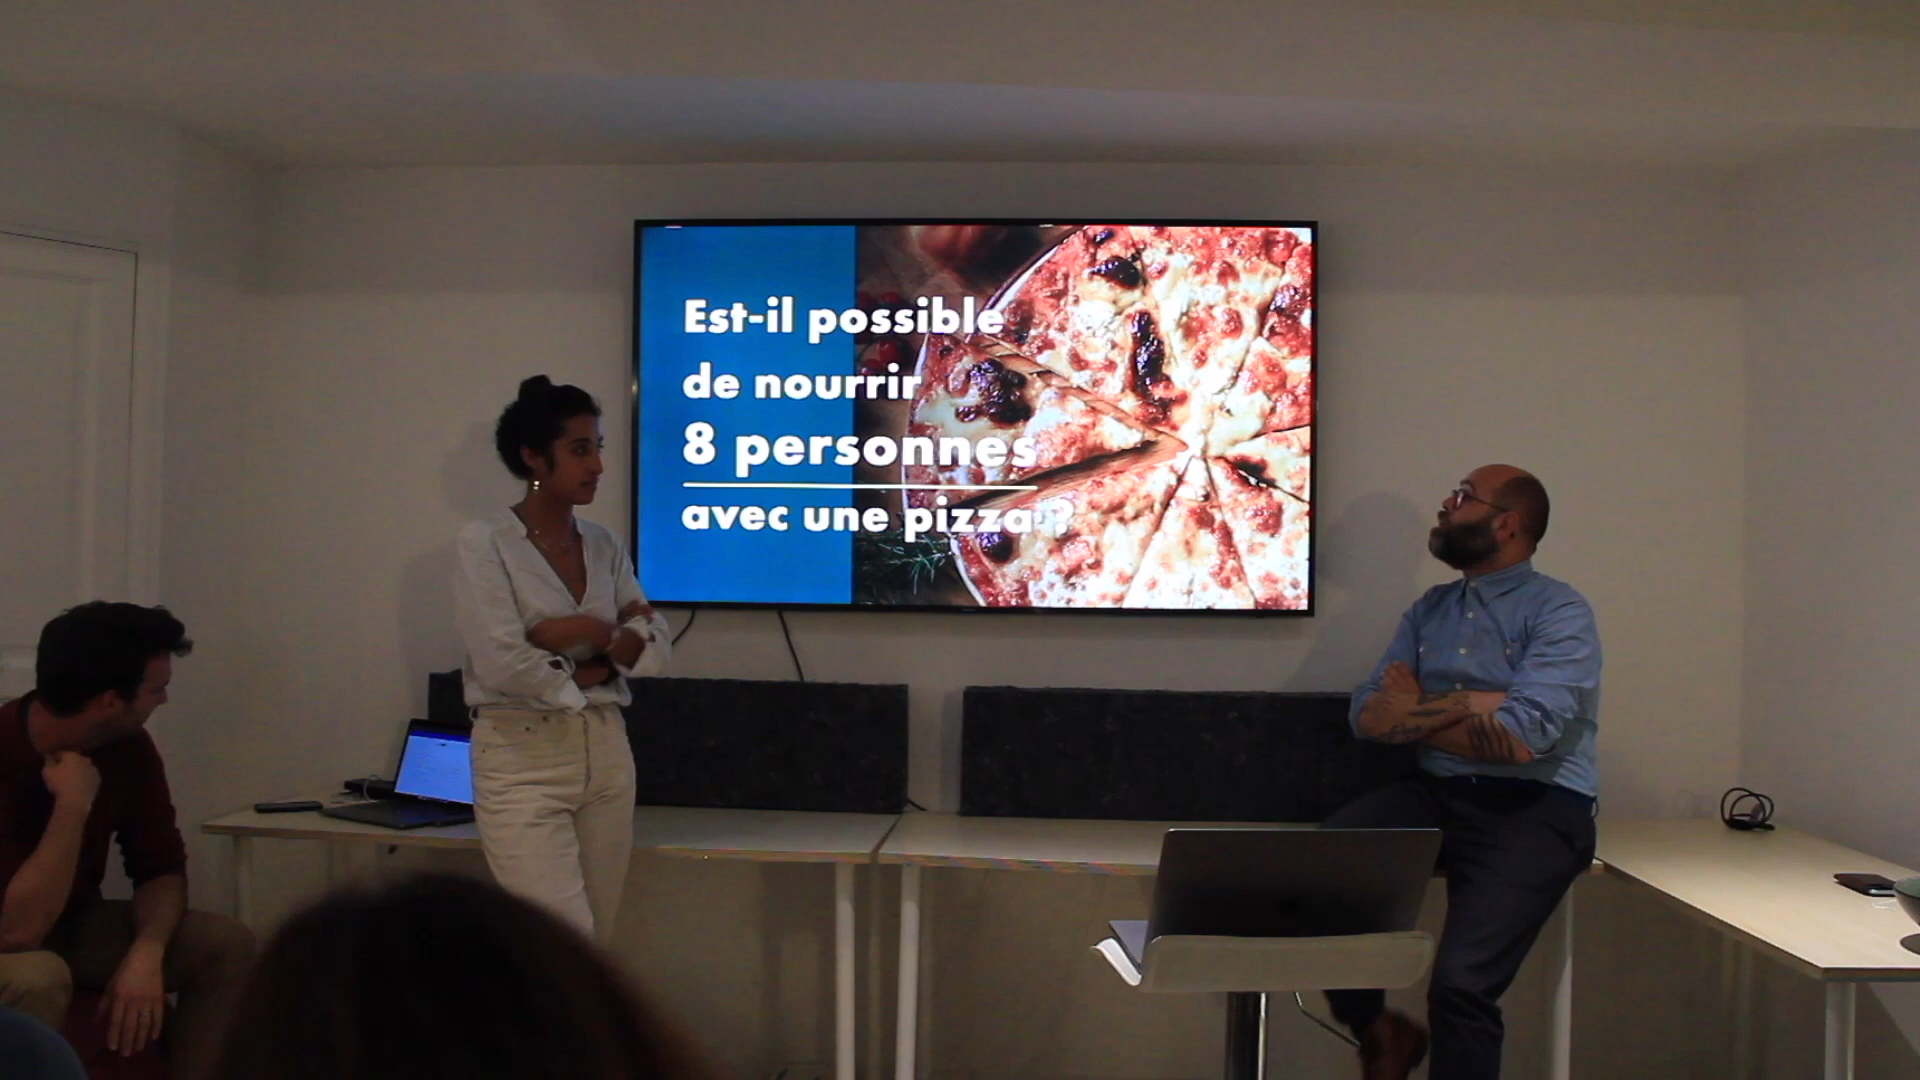 Est-il possible
de nourrir
8 personnes
avec une pizza ?